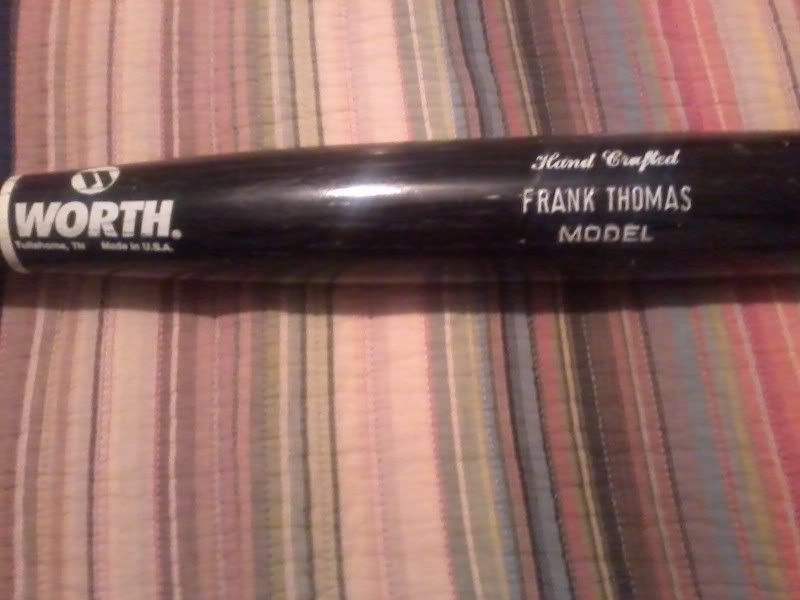 WORTH®
Tullahoma, TN Made in U.S.A.
Hand Crafted
FRANK THOMAS
MODEL